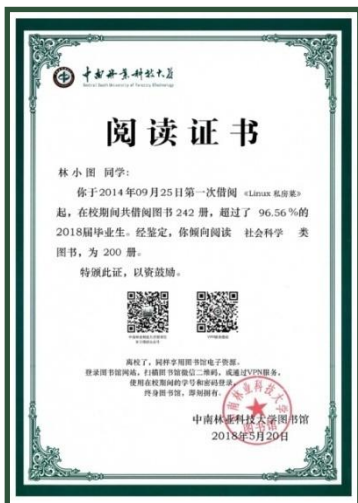 中南林业科技大学
Central South University of Forestry & Technology
阅读证书
林小图 同学:
你于2014年09月25日第一次借阅 《Linux 私房菜》
起，在校期间共借阅图书 242 册，超过了 96.56 %的
2018届毕业生。经鉴定，你倾向阅读 社会科学 类
图书，为 200 册。
特颁此证，以资鼓励。
离校了，同样享用图书馆电子资源。
登录图书馆网站，扫描图书馆微信二维码，或通过VPN服务，
使用在校期间的学号和密码登录，
终身图书馆，即刻拥有。
中南林业科技大学图书馆
2018年5月20日